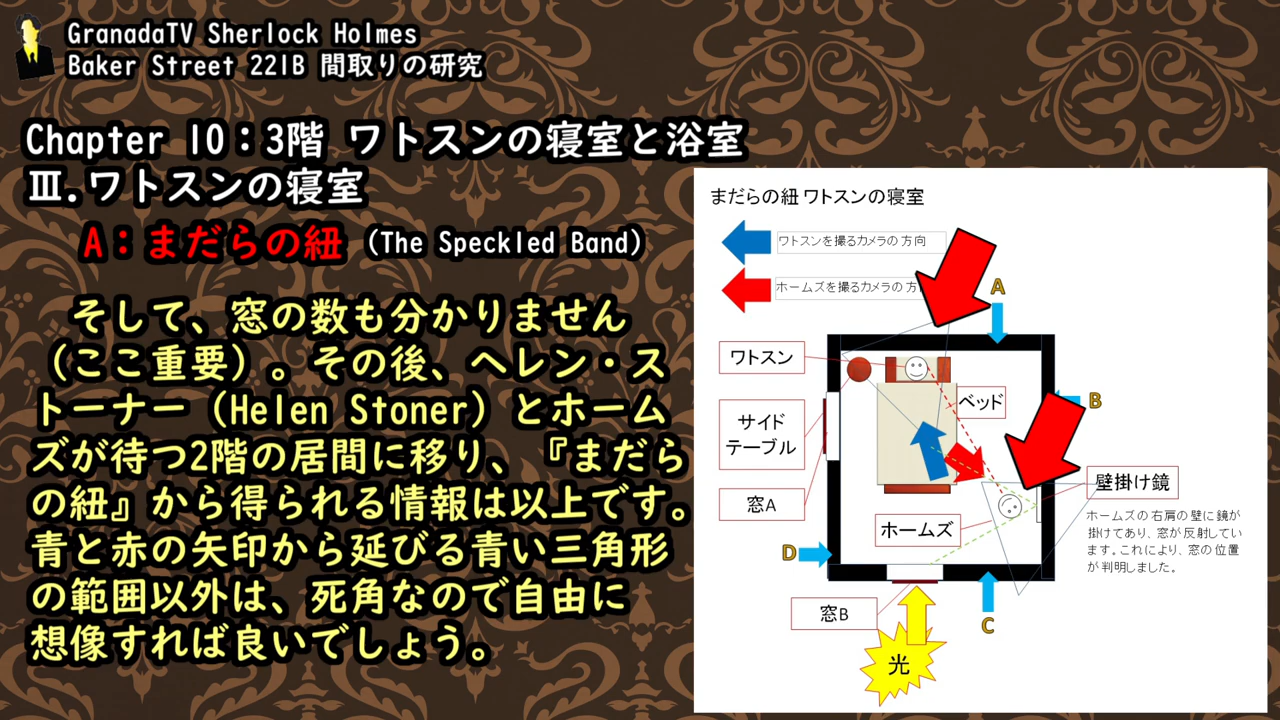 GranadaTV Sherlock Holmes
Baker Street 221B 間取りの研究
Chapter 10：3階 ワトスンの寝室と浴室
Ⅲ.ワトスンの寝室
A：まだらの紐（The Speckled Band）
そして、窓の数も分かりません
（ここ重要）。その後、ヘレン・ス
トーナー（Helen Stoner）とホーム
ズが待つ2階の居間に移り、『まだら
の紐』から得られる情報は以上です。
青と赤の矢印から延びる青い三角形
の範囲以外は、死角なので自由に
想像すれば良いでしょう。
まだらの紐 ワトスンの寝室
ワトスンを撮るカメラの方向
ホームズを撮るカメラの方
A
ワトスン
ベッド
B
サイド
テーブル
壁掛け鏡
窓A
ホームズ
ホームズの右肩の壁に鏡が
掛けてあり、窓が反射してい
ます。これにより、窓の位置
が判明しました。
D
窓B
C
光